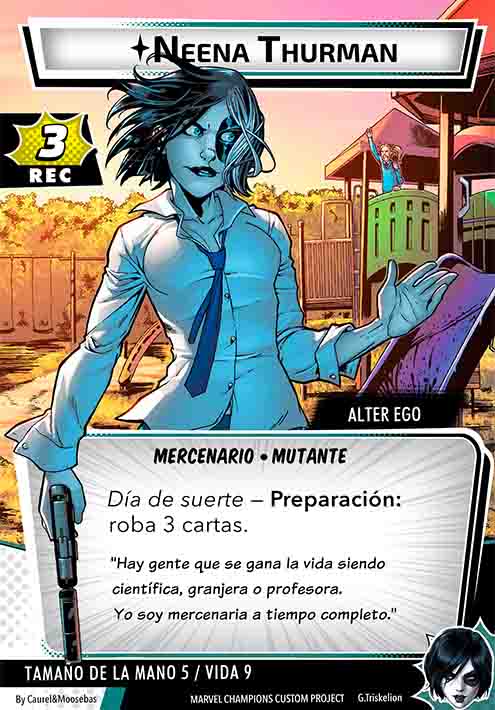 NEENA THURMAN
3
REC
ALTER EGO
MERCENARIO • MUTANTE
Día de suerte – Preparación:
roba 3 cartas.
"Hay gente que se gana la vida siendo
científica, granjera o profesora.
Yo soy mercenaria a tiempo completo."
TAMAÑO DE LA MANO 5 / VIDA 9
By Caurel&Moosebas
MARVEL CHAMPIONS CUSTOM PROJECT
G.Triskelion